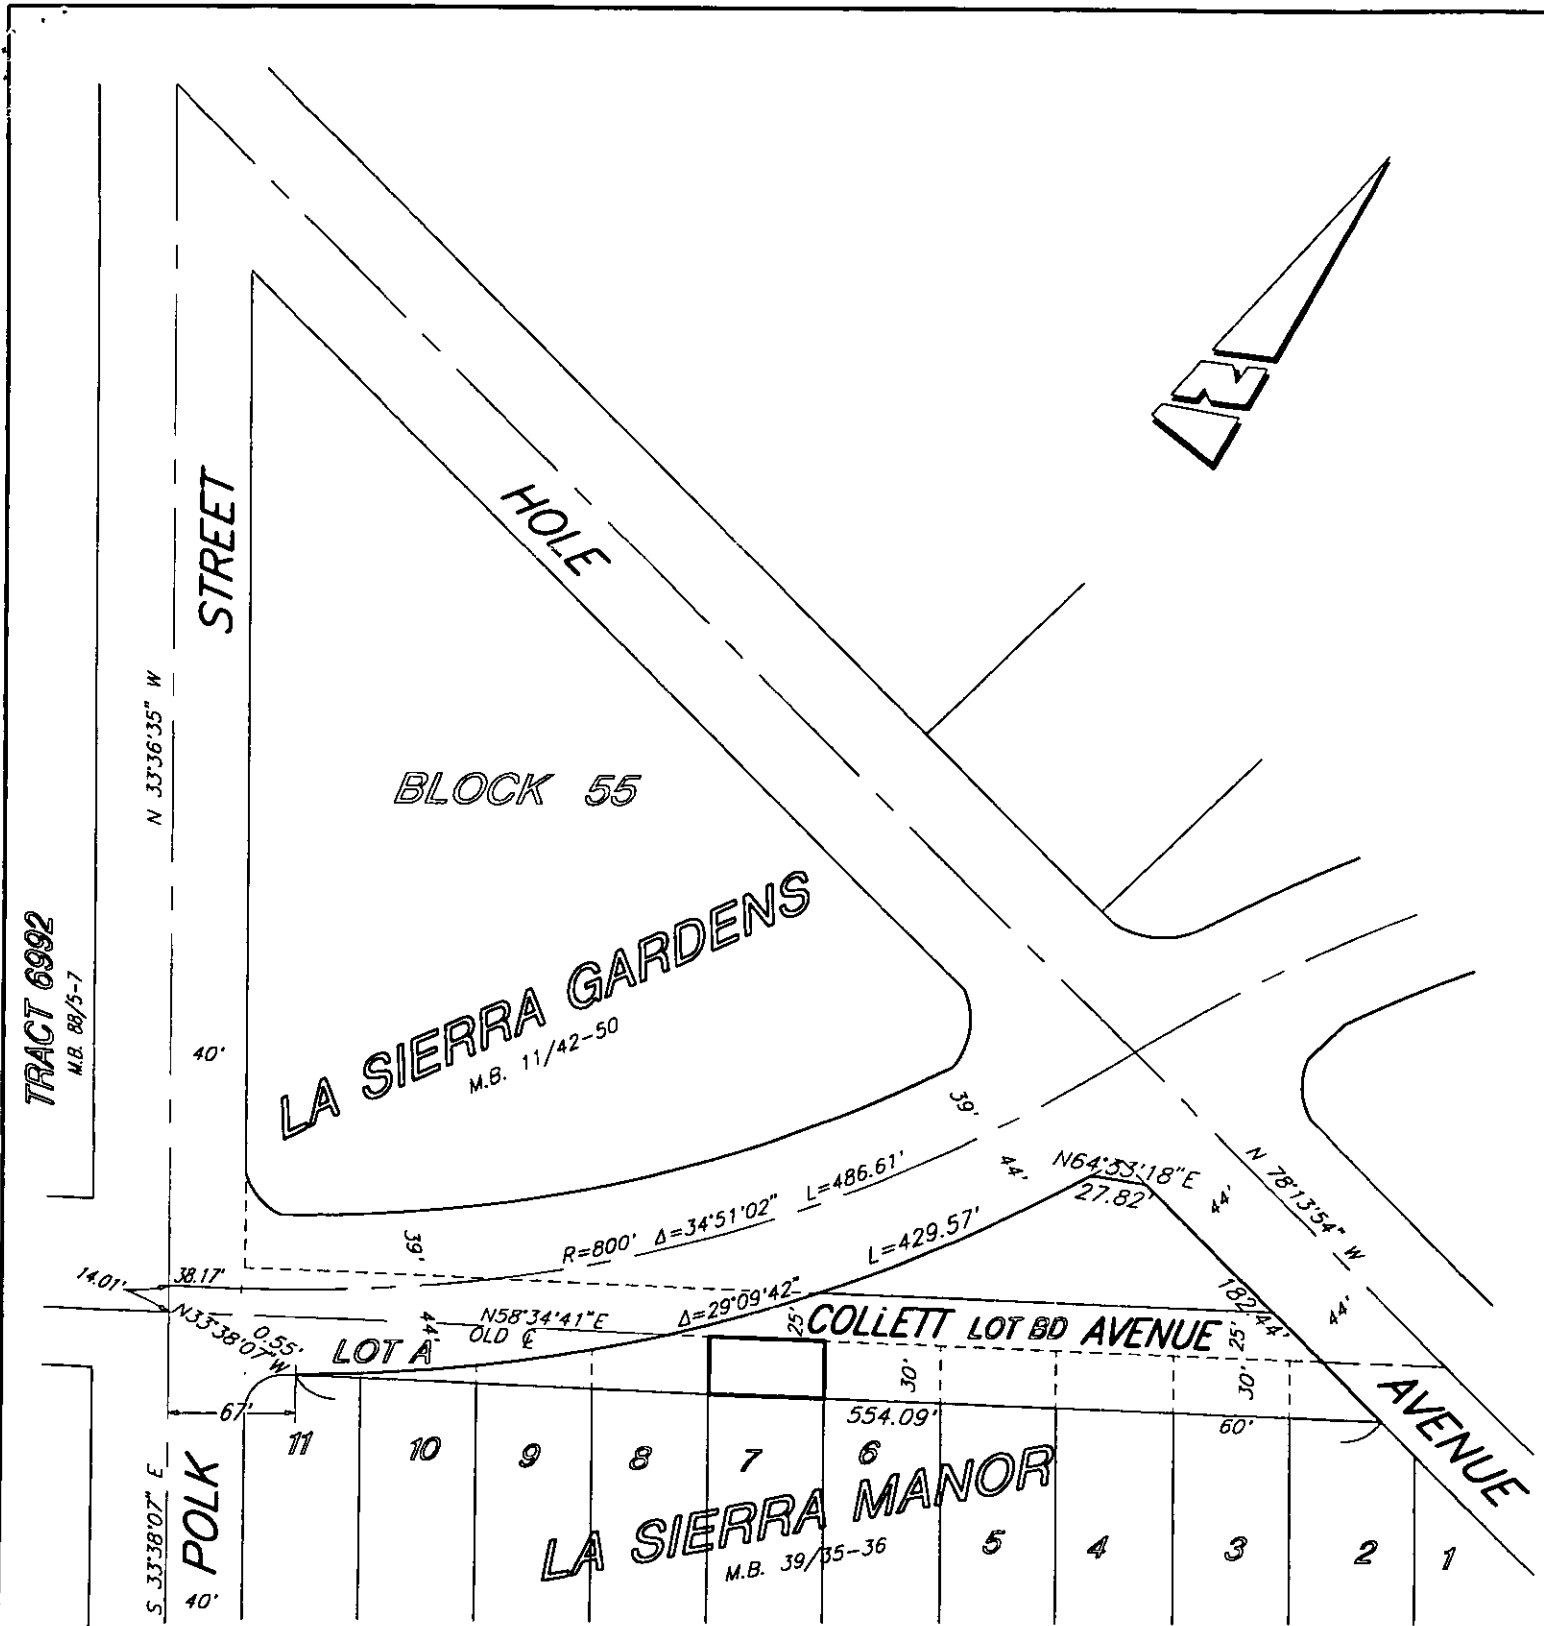 N
STREET
HOLE
N 33°36'35" W
BLOCK 55
TRACT 6992
M.B. 88/5-7
LA SIERRA GARDENS
M.B. 11/42-50
40'
39'
44'
N64°33'18"E
27.82'
44'
N 78°13'54" W
L=486.61'
Δ=34°51'02"
R=800'
39'
L=429.57'
14.01'
38.17'
N33°38'07"W
0.55'
44'
N58°34'41"E
OLD ℄
Δ=29°09'42"
25'
COLLETT LOT BD AVENUE
25'
182.44'
44'
LOT A
67'
30'
30'
554.09'
60'
AVENUE
11
10
9
8
7
6
5
4
3
2
1
LA SIERRA MANOR
M.B. 39/35-36
S 33°38'07" E
POLK
40'